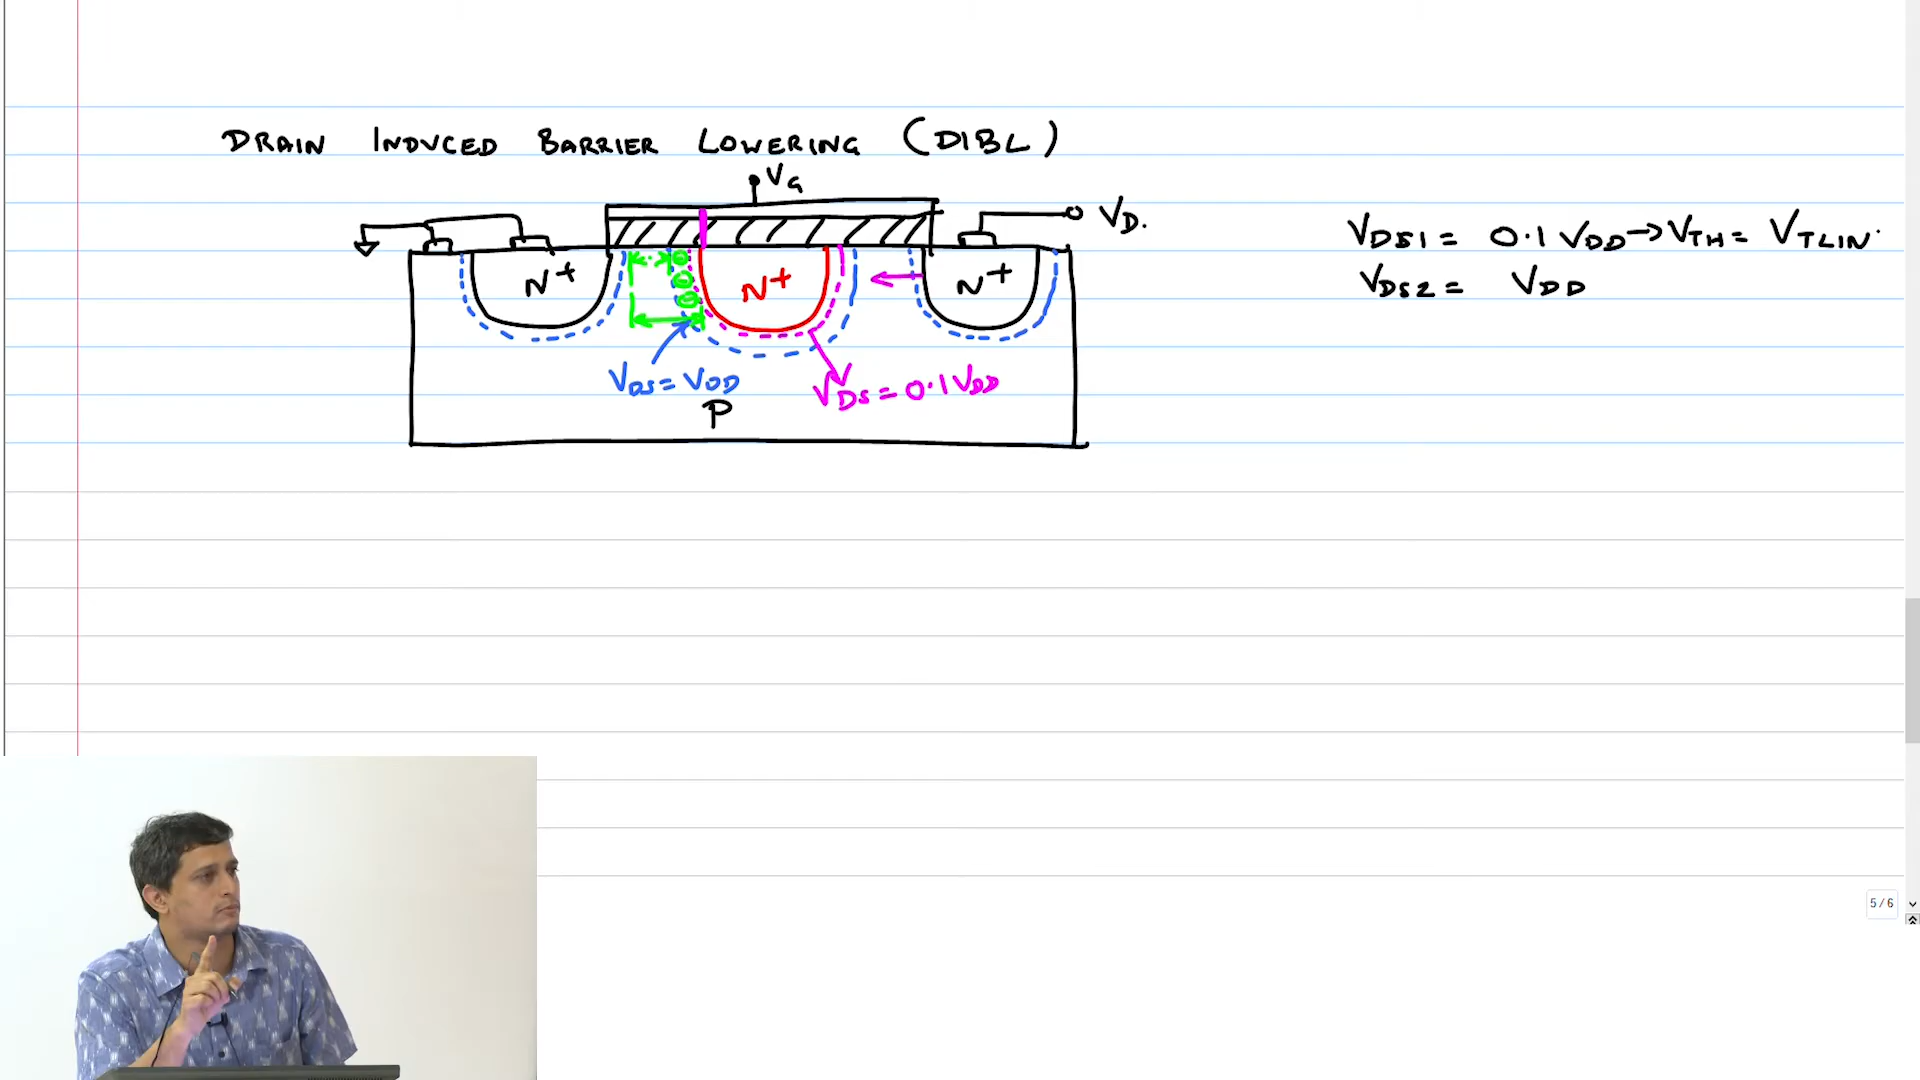 DRAIN INDUCED BARRIER LOWERING (DIBL)
VG
VD.
VDS1 = 0.1 VDD → VTH = VTLIN.
VDS2 = VDD
N+ N+ N+
VDS = VDD
VDS = 0.1 VDD
P
5 / 6